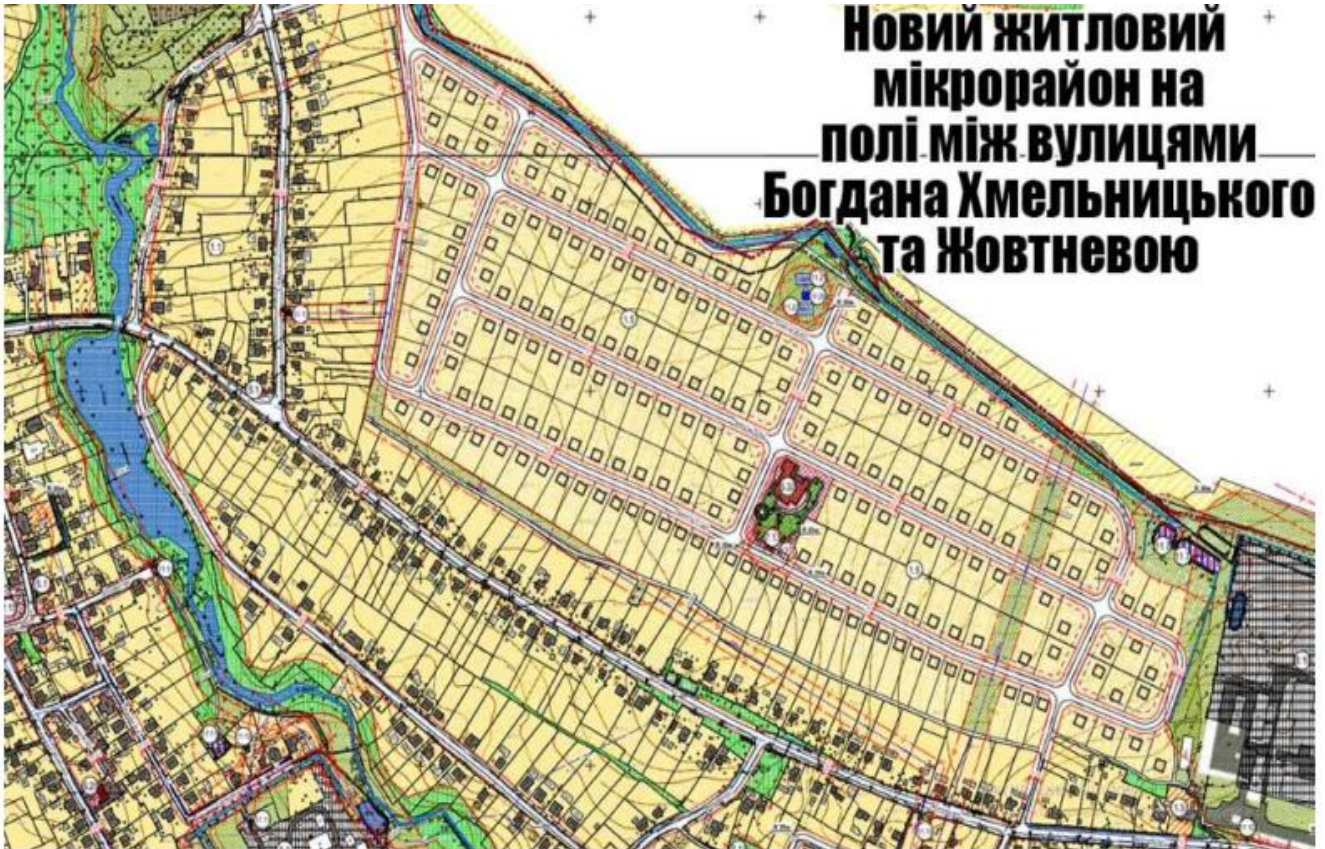 Новий житловий
мікрорайон на
полі між вулицями
Богдана Хмельницького
та Жовтневою